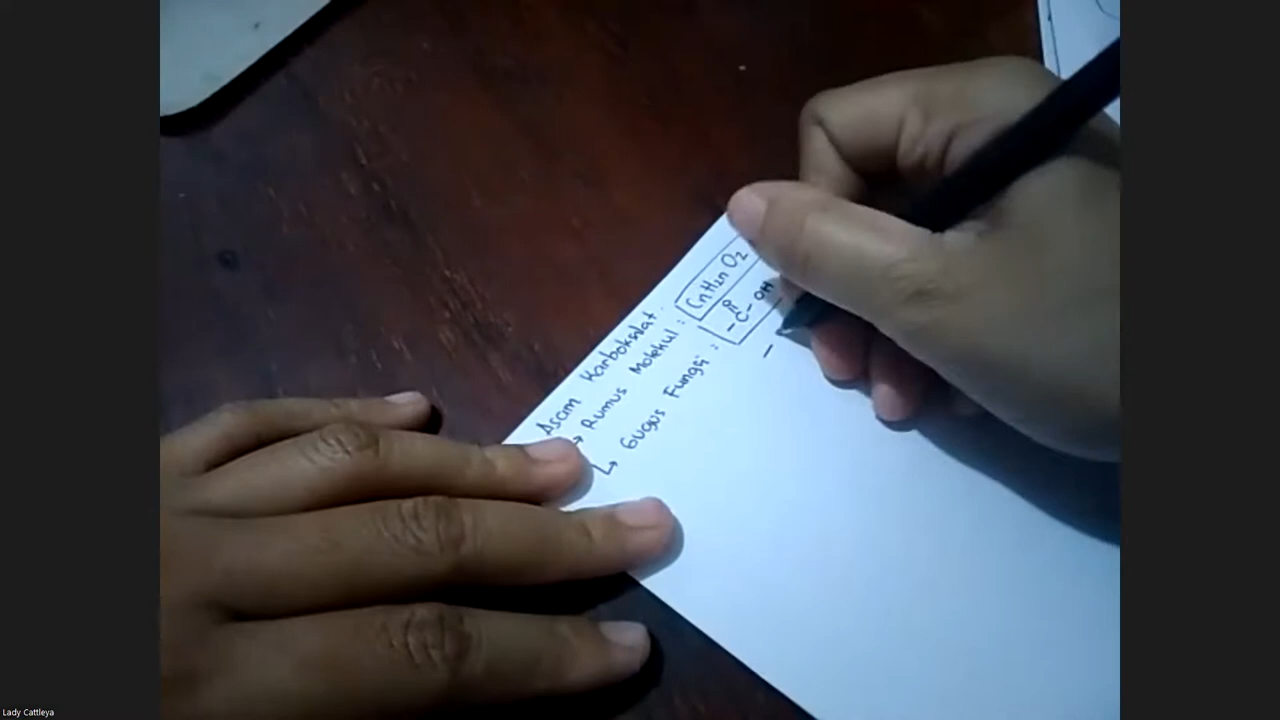 Asam Karboksilat.
↳ Rumus Molekul : CnH2nO2
↳ Gugus Fungsi : O
-C-OH
-
Lady Cattleya